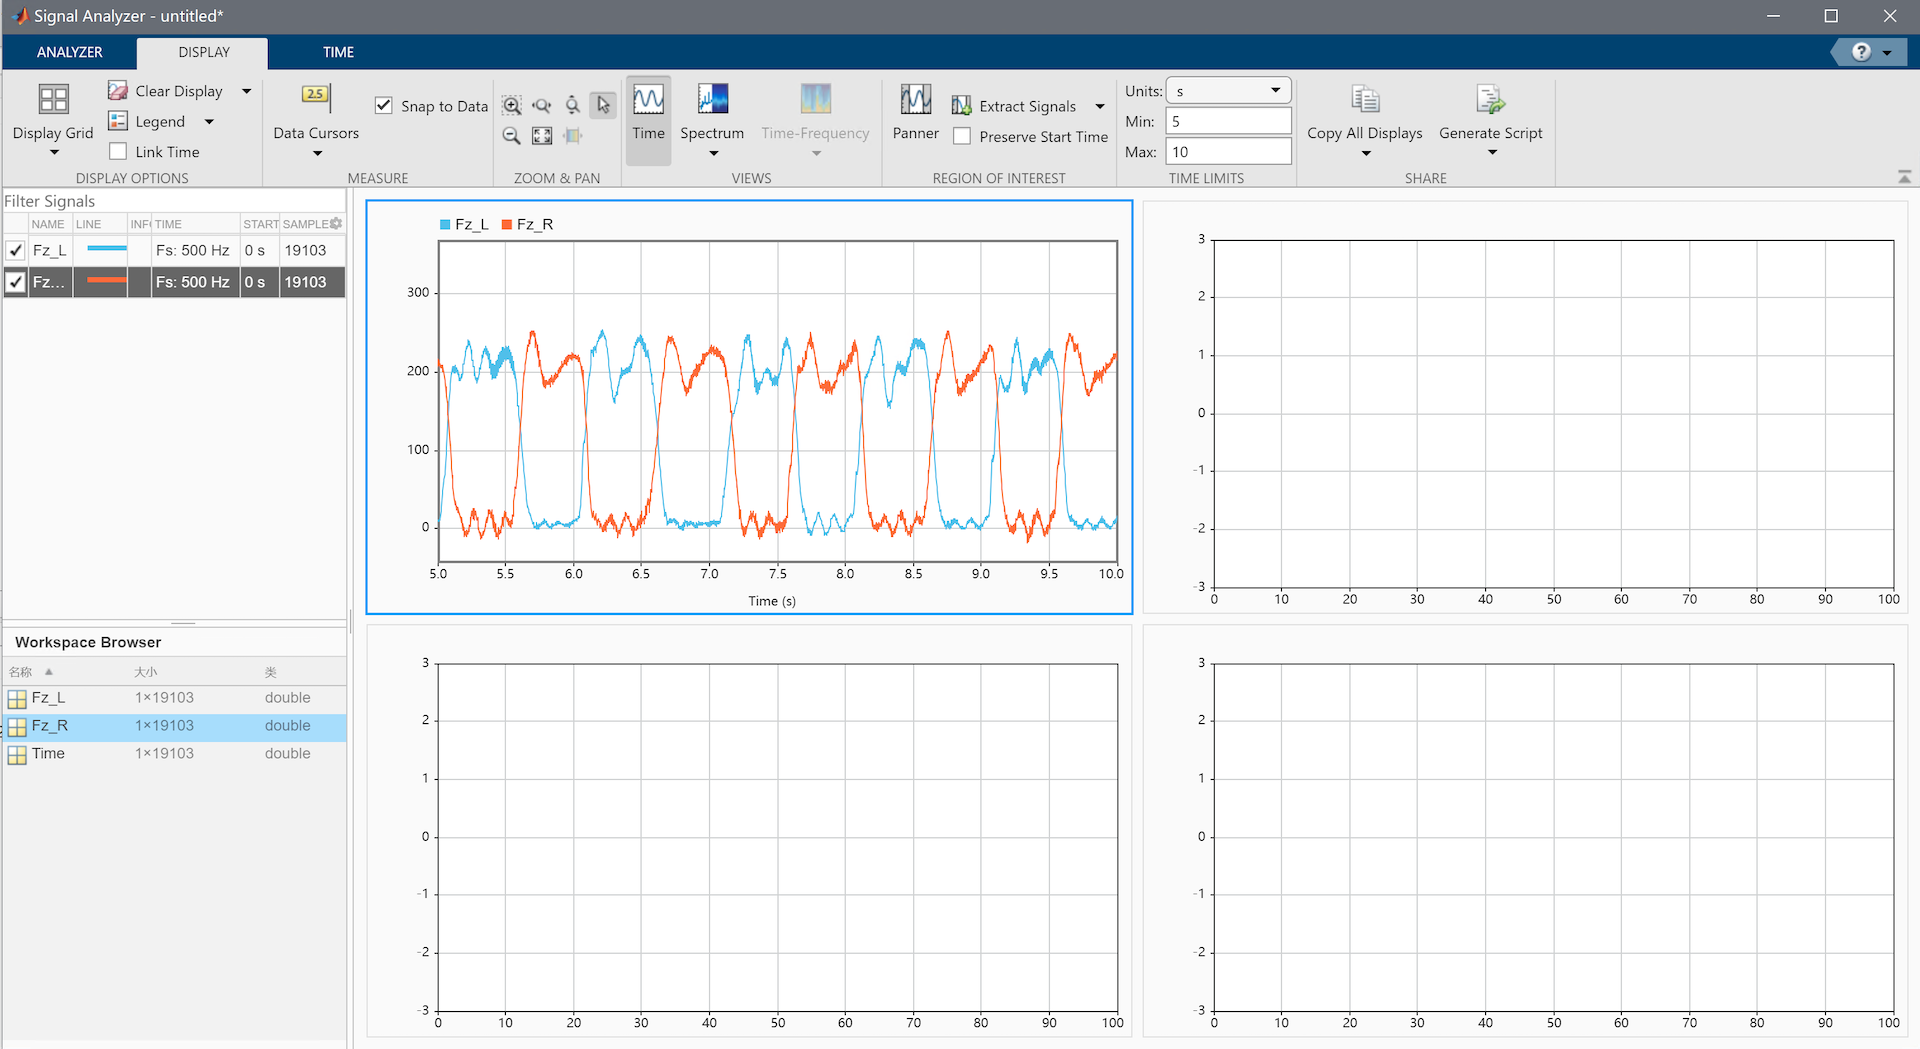 Signal Analyzer - untitled*
ANALYZER DISPLAY TIME
Display Grid
Clear Display
Legend
Link Time
DISPLAY OPTIONS
2.5
Data Cursors
Snap to Data
MEASURE
ZOOM & PAN
Time
Spectrum
Time-Frequency
VIEWS
Panner
Extract Signals
Preserve Start Time
REGION OF INTEREST
Units: s
Min: 5
Max: 10
TIME LIMITS
Copy All Displays
Generate Script
SHARE
Filter Signals
NAME LINE INF TIME START SAMPLE
Fz_L Fs: 500 Hz 0 s 19103
Fz... Fs: 500 Hz 0 s 19103
Workspace Browser
名称 大小 类
Fz_L 1×19103 double
Fz_R 1×19103 double
Time 1×19103 double
Fz_L Fz_R
300
200
100
0
5.0 5.5 6.0 6.5 7.0 7.5 8.0 8.5 9.0 9.5 10.0
Time (s)
3
2
1
0
-1
-2
-3
0 10 20 30 40 50 60 70 80 90 100
3
2
1
0
-1
-2
-3
0 10 20 30 40 50 60 70 80 90 100
3
2
1
0
-1
-2
-3
0 10 20 30 40 50 60 70 80 90 100